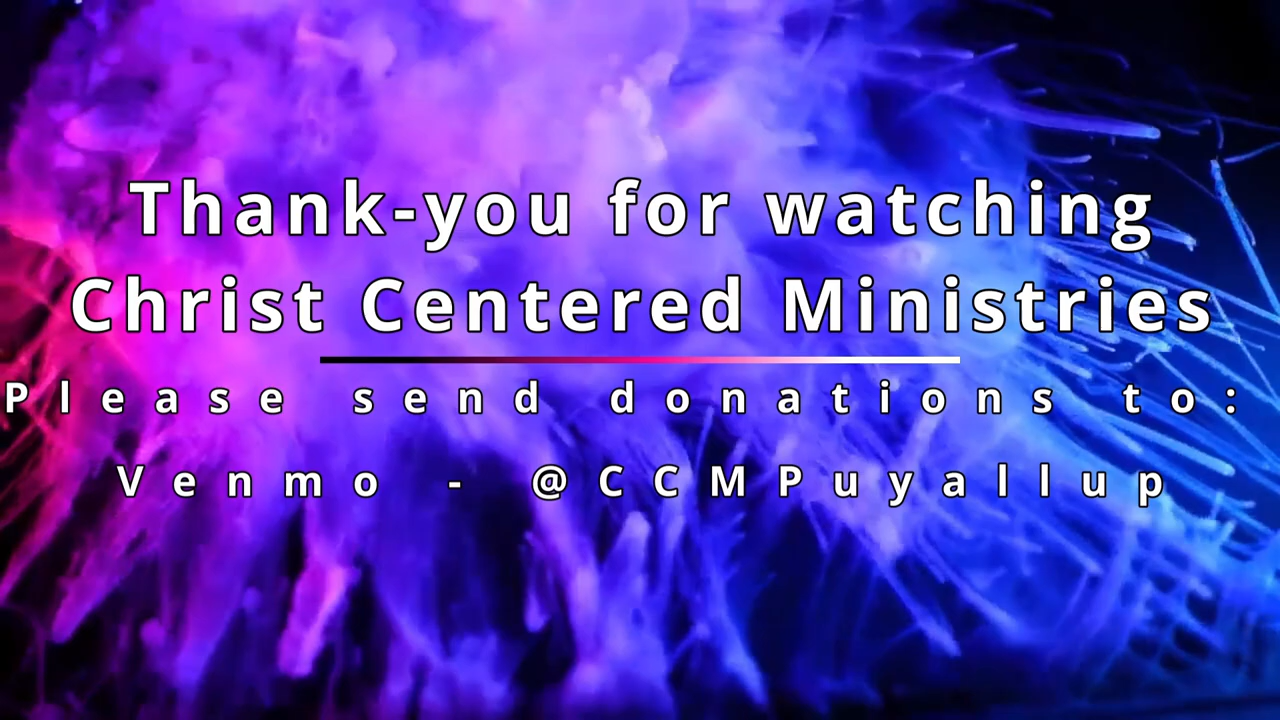 Thank-you for watching
Christ Centered Ministries
Please send donations to:
Venmo - @CCMPuyallup